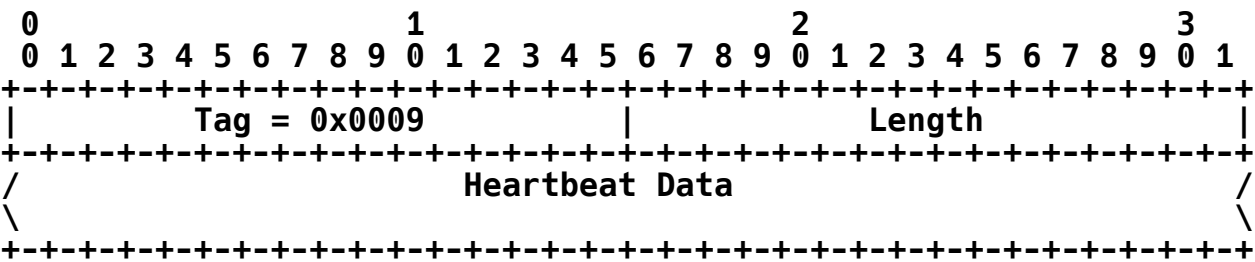 0                   1                   2                   3
 0 1 2 3 4 5 6 7 8 9 0 1 2 3 4 5 6 7 8 9 0 1 2 3 4 5 6 7 8 9 0 1
+-+-+-+-+-+-+-+-+-+-+-+-+-+-+-+-+-+-+-+-+-+-+-+-+-+-+-+-+-+-+-+-+
|         Tag = 0x0009          |            Length             |
+-+-+-+-+-+-+-+-+-+-+-+-+-+-+-+-+-+-+-+-+-+-+-+-+-+-+-+-+-+-+-+-+
/                       Heartbeat Data                          /
\                                                               \
+-+-+-+-+-+-+-+-+-+-+-+-+-+-+-+-+-+-+-+-+-+-+-+-+-+-+-+-+-+-+-+-+